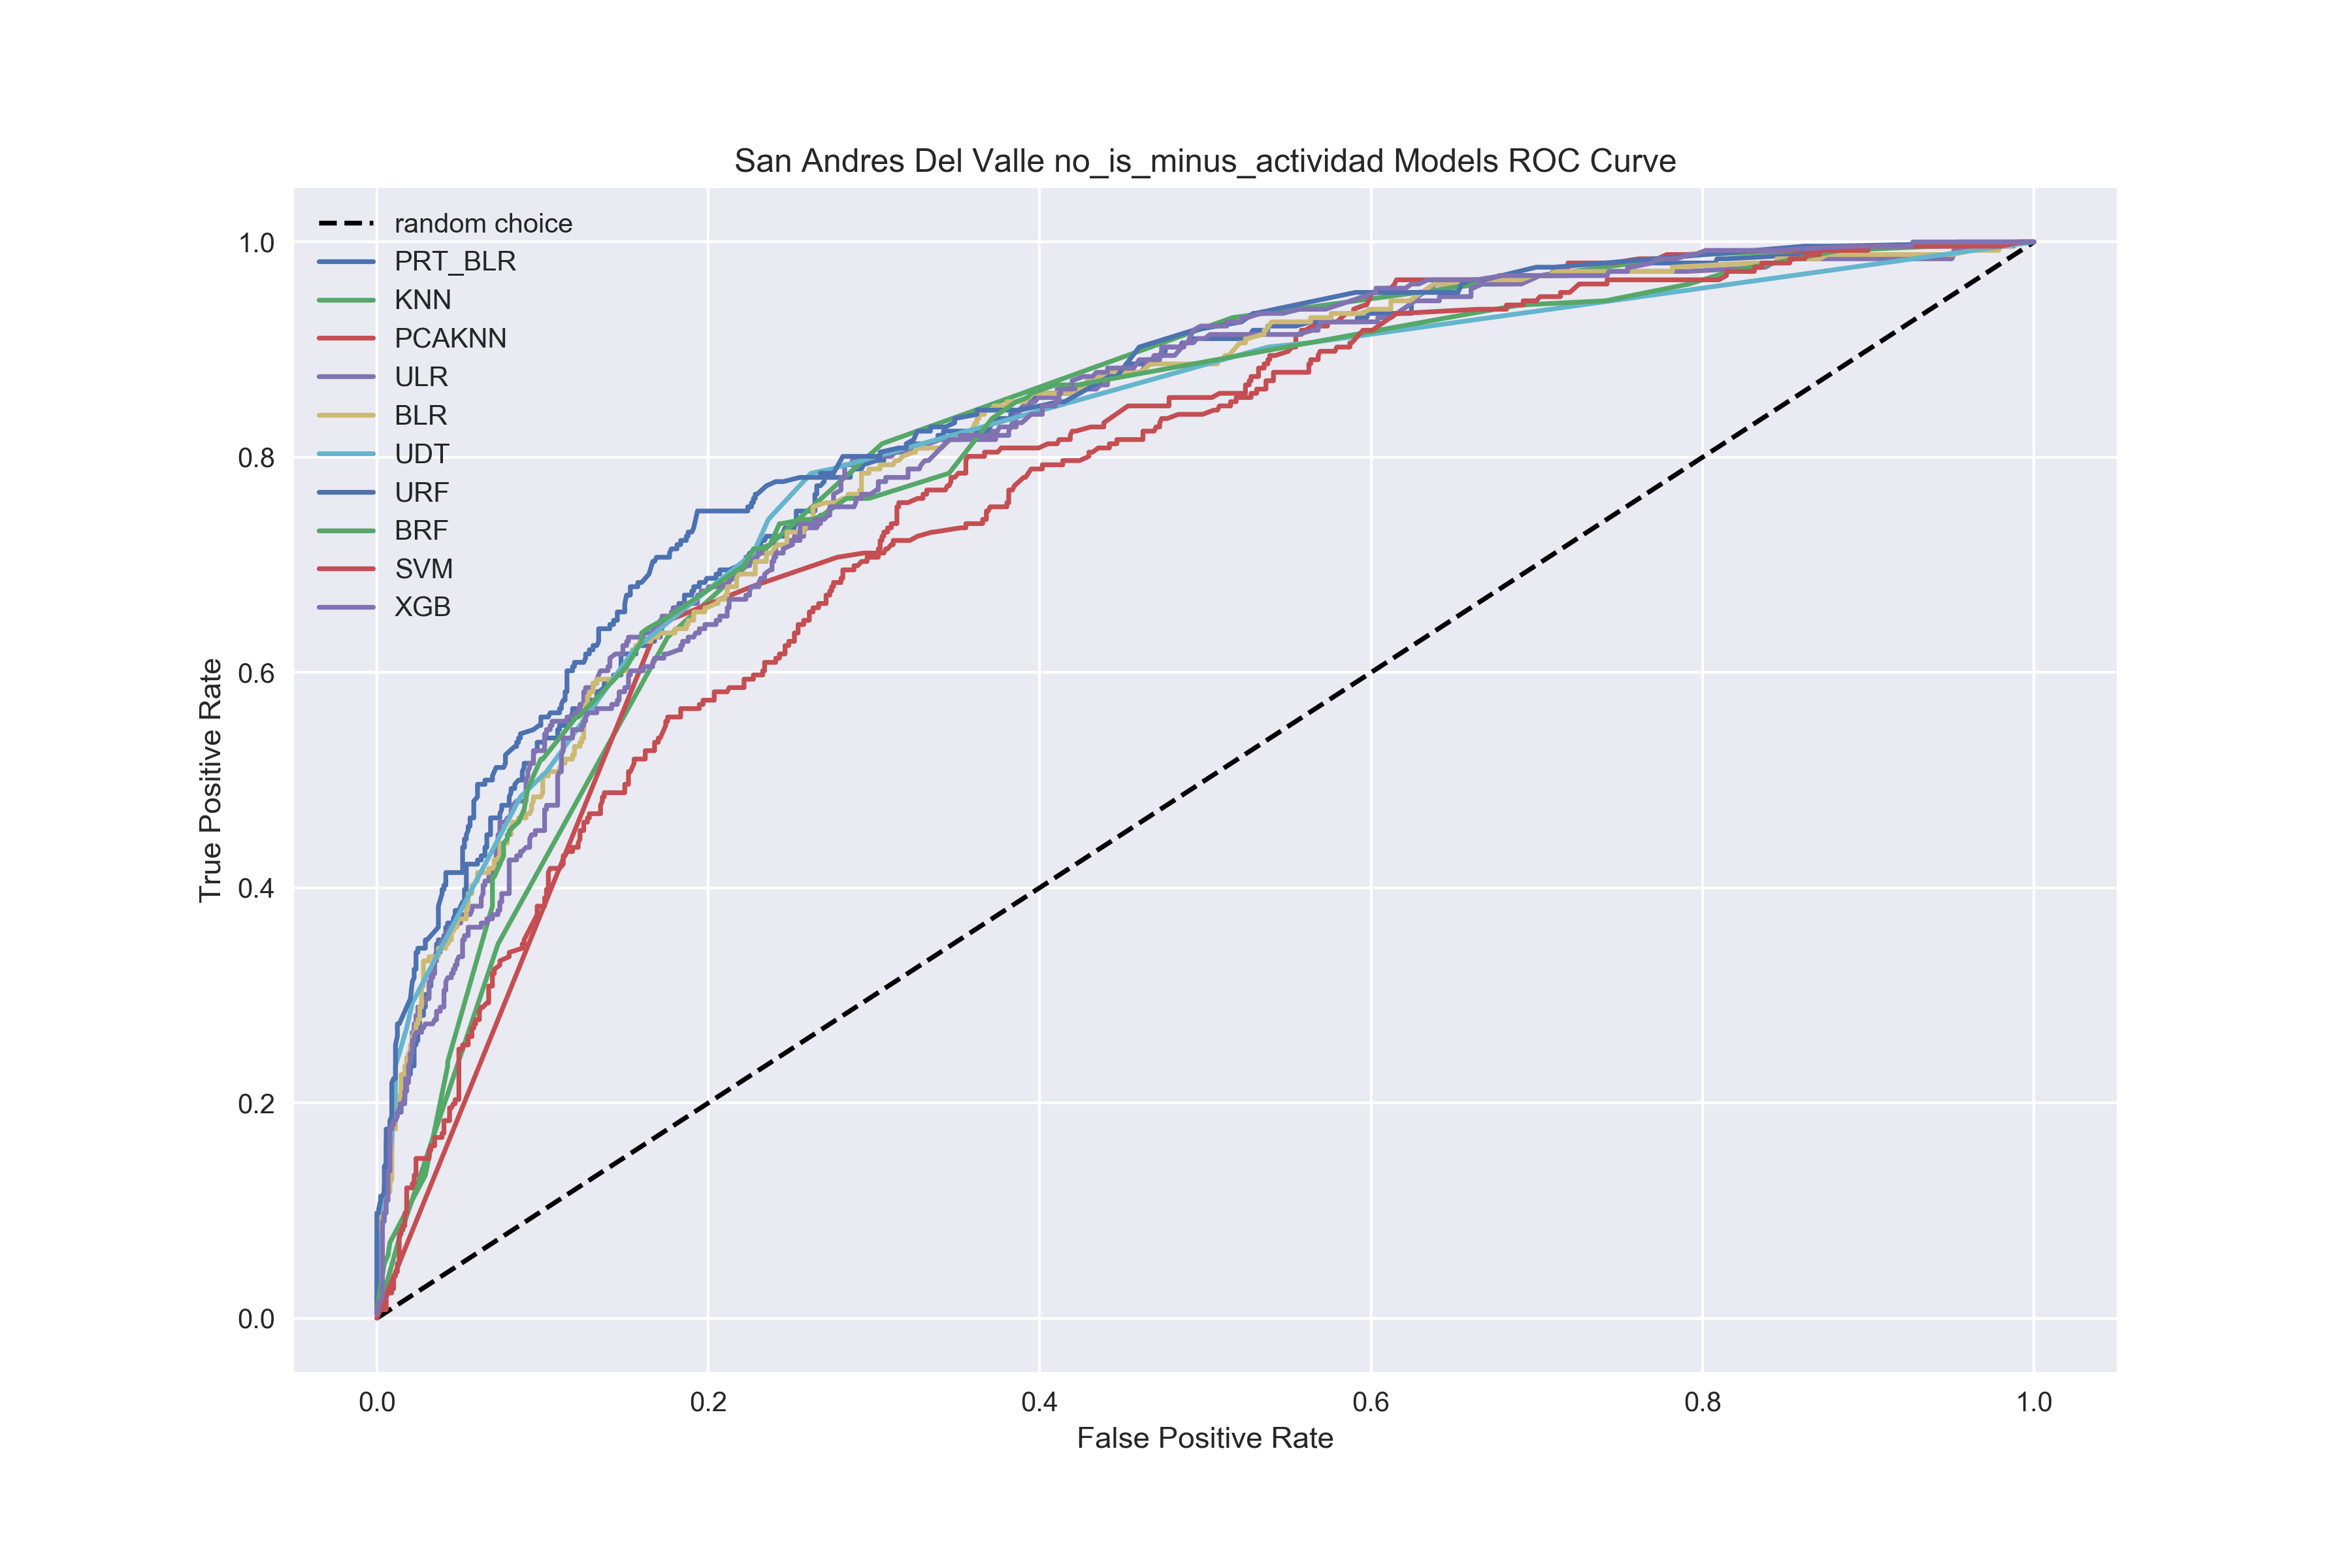 San Andres Del Valle no_is_minus_actividad Models ROC Curve
random choice
PRT_BLR
KNN
PCAKNN
ULR
BLR
UDT
URF
BRF
SVM
XGB
True Positive Rate
1.0
0.8
0.6
0.4
0.2
0.0
0.0 0.2 0.4 0.6 0.8 1.0
False Positive Rate